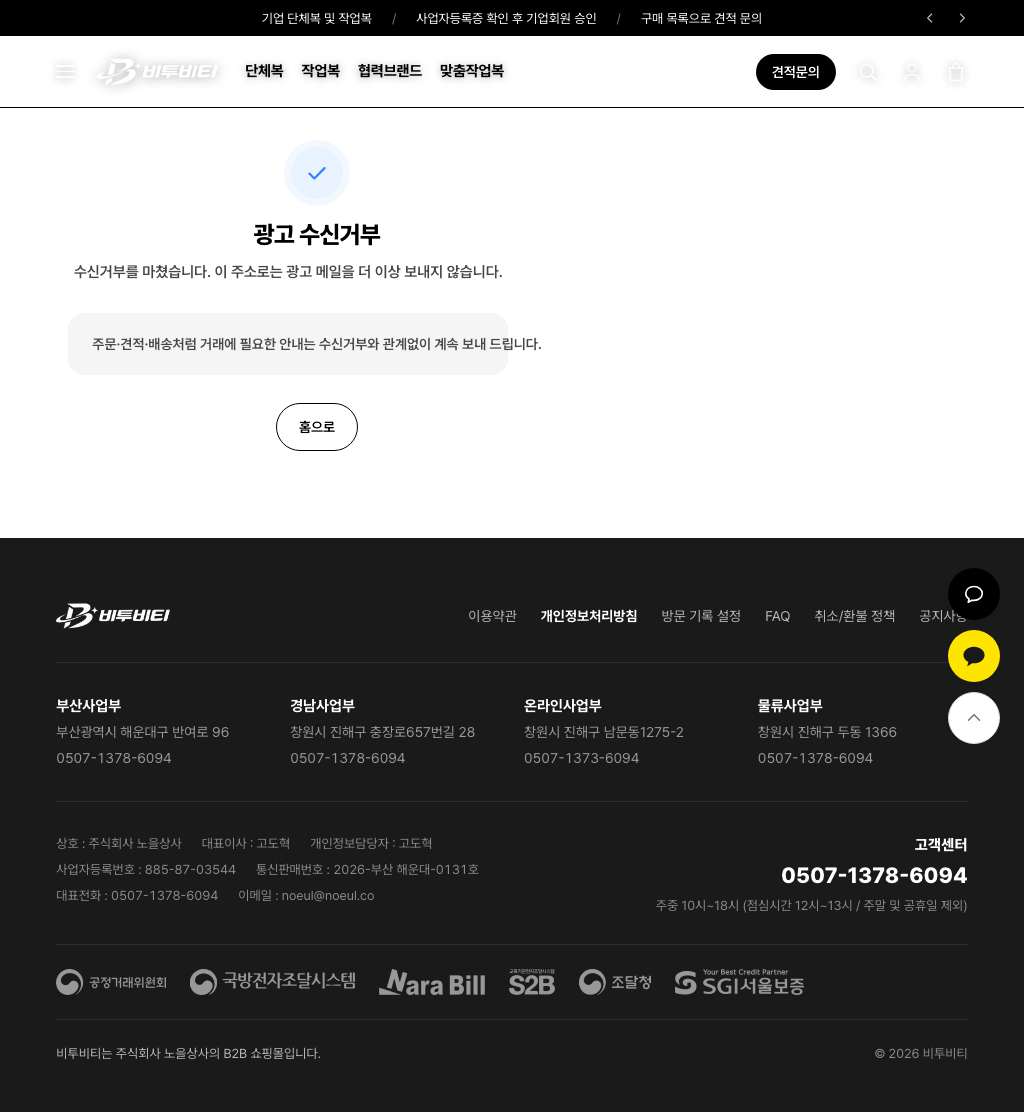 기업 단체복 및 작업복 / 사업자등록증 확인 후 기업회원 승인 / 구매 목록으로 견적 문의
비투비티 단체복 작업복 협력브랜드 맞춤작업복 견적문의
광고 수신거부
수신거부를 마쳤습니다. 이 주소로는 광고 메일을 더 이상 보내지 않습니다.
주문·견적·배송처럼 거래에 필요한 안내는 수신거부와 관계없이 계속 보내 드립니다.
홈으로
비투비티 이용약관 개인정보처리방침 방문 기록 설정 FAQ 취소/환불 정책 공지사항
부산사업부 경남사업부 온라인사업부 물류사업부
부산광역시 해운대구 반여로 96 창원시 진해구 충장로657번길 28 창원시 진해구 남문동1275-2 창원시 진해구 두동 1366
0507-1378-6094 0507-1378-6094 0507-1373-6094 0507-1378-6094
상호 : 주식회사 노을상사 대표이사 : 고도혁 개인정보담당자 : 고도혁
사업자등록번호 : 885-87-03544 통신판매번호 : 2026-부산 해운대-0131호
대표전화 : 0507-1378-6094 이메일 : noeul@noeul.co
고객센터
0507-1378-6094
주중 10시~18시 (점심시간 12시~13시 / 주말 및 공휴일 제외)
공정거래위원회 국방전자조달시스템 Nara Bill S2B 조달청 Your Best Credit Partner SGI서울보증
비투비티는 주식회사 노을상사의 B2B 쇼핑몰입니다. © 2026 비투비티